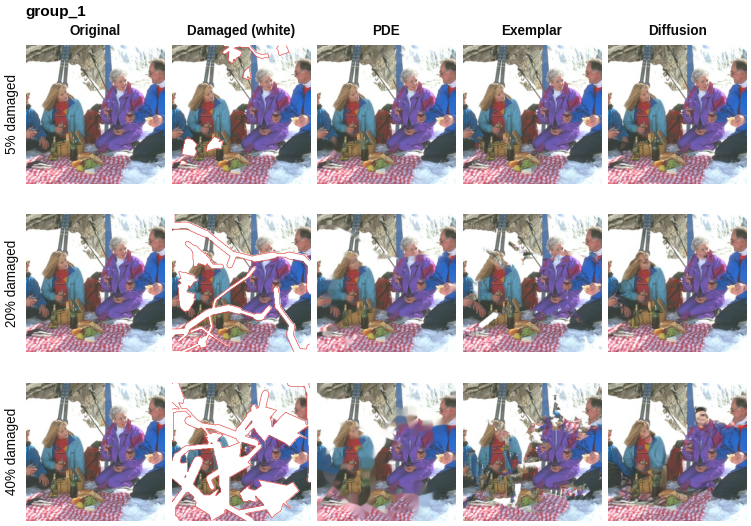 group_1
Original Damaged (white) PDE Exemplar Diffusion
5% damaged
20% damaged
40% damaged